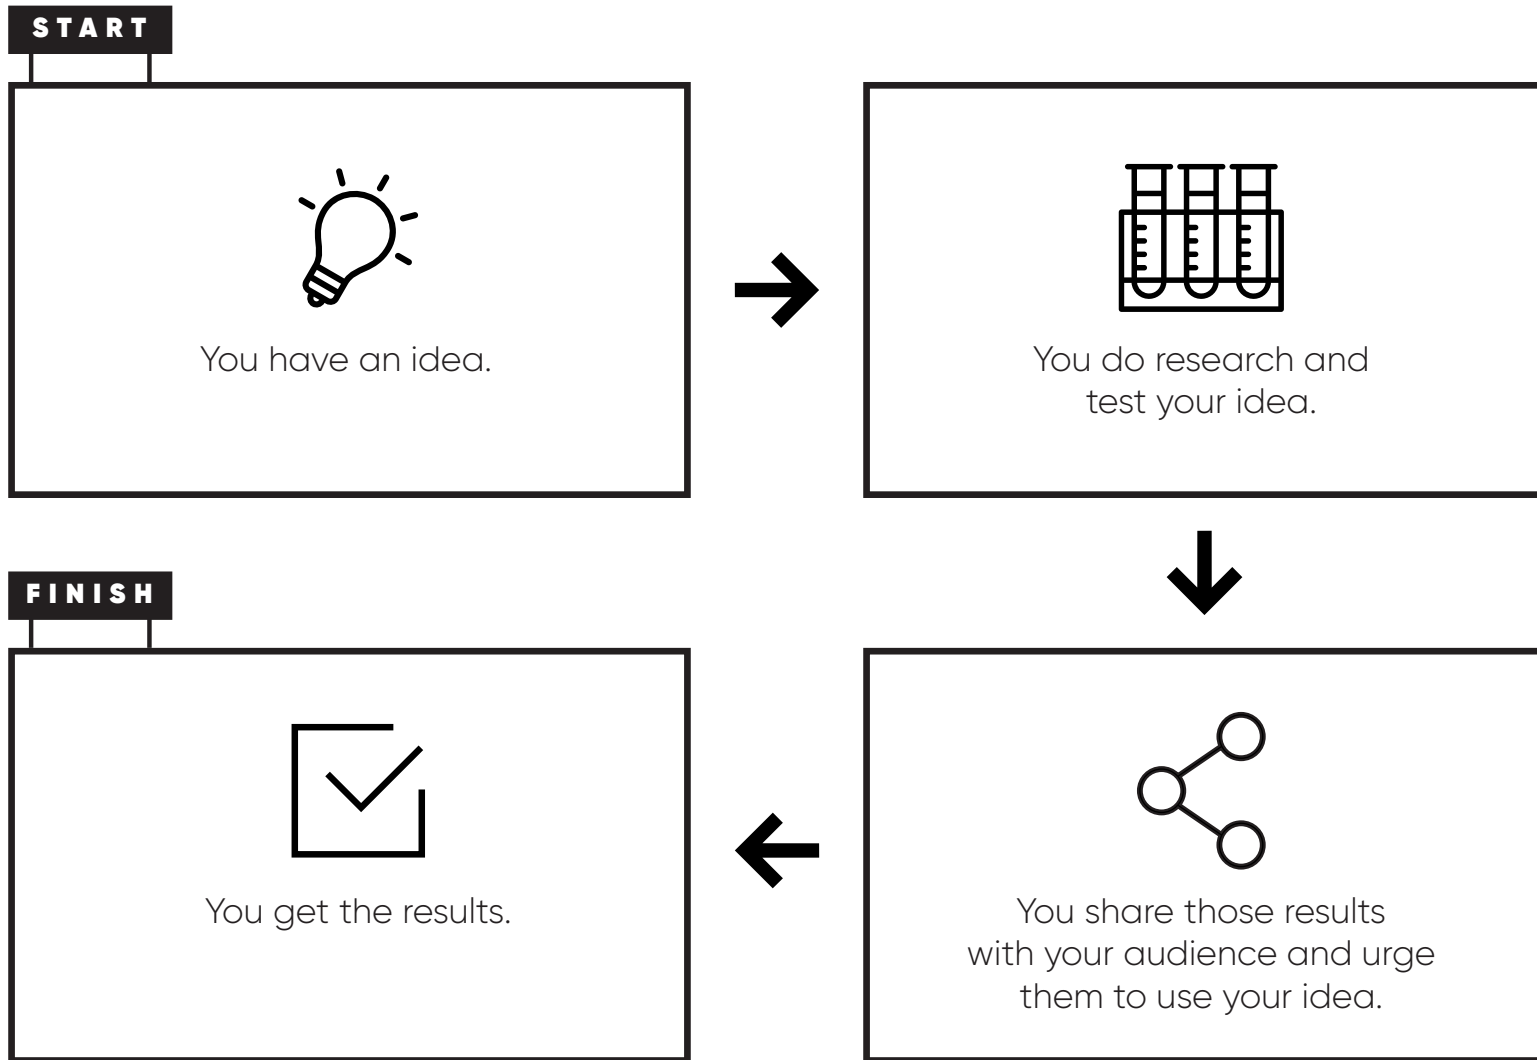 START
You have an idea.
You do research and
test your idea.
You share those results
with your audience and urge
them to use your idea.
FINISH
You get the results.